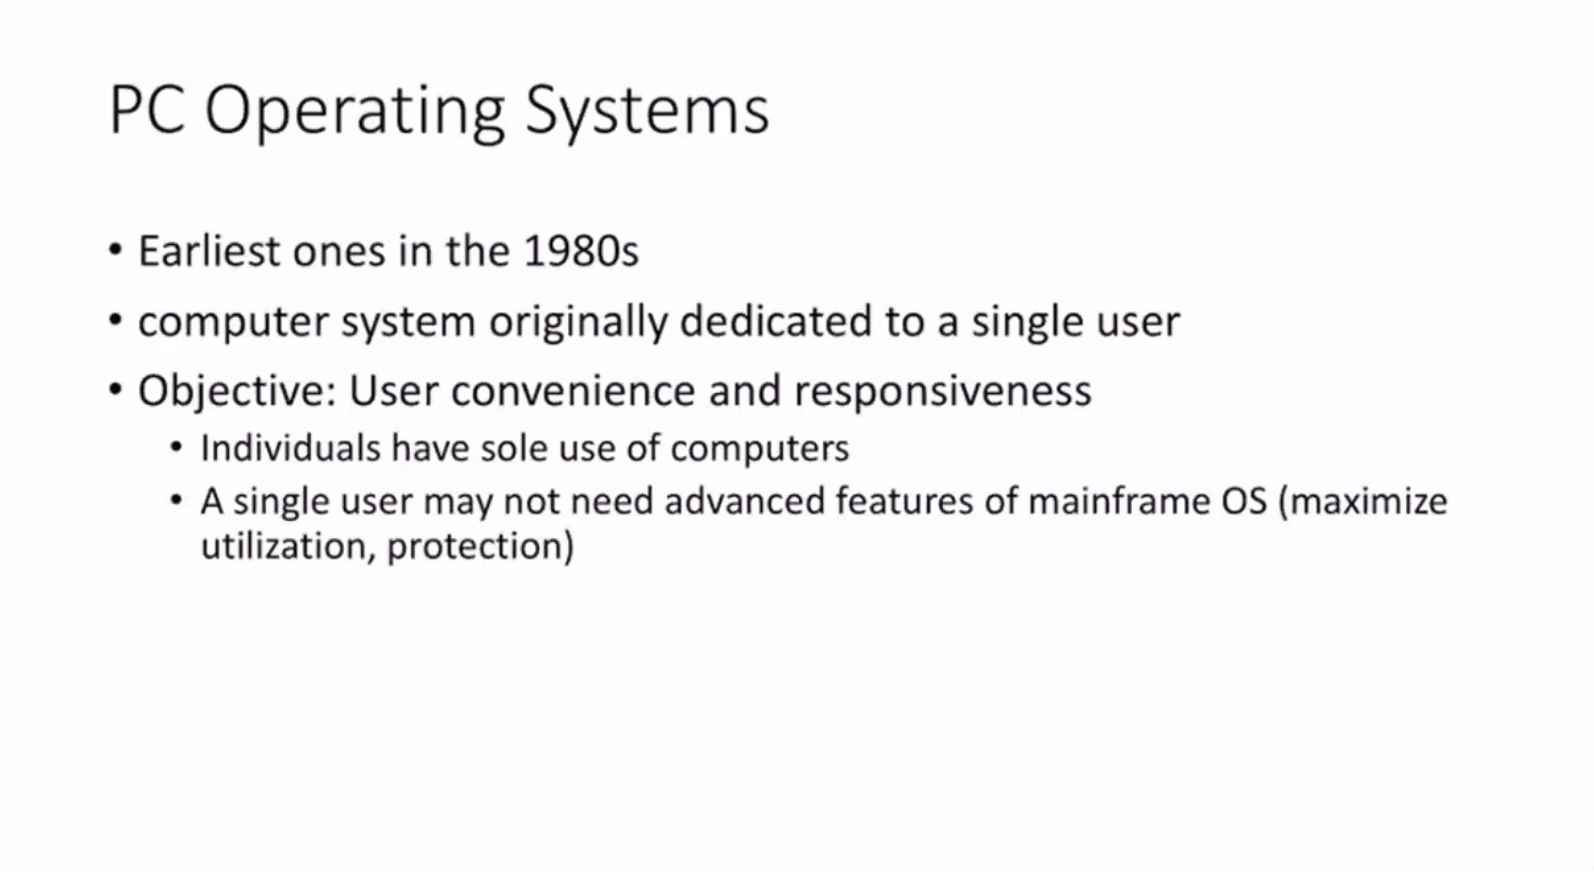 PC Operating Systems
• Earliest ones in the 1980s
• computer system originally dedicated to a single user
• Objective: User convenience and responsiveness
• Individuals have sole use of computers
• A single user may not need advanced features of mainframe OS (maximize
utilization, protection)